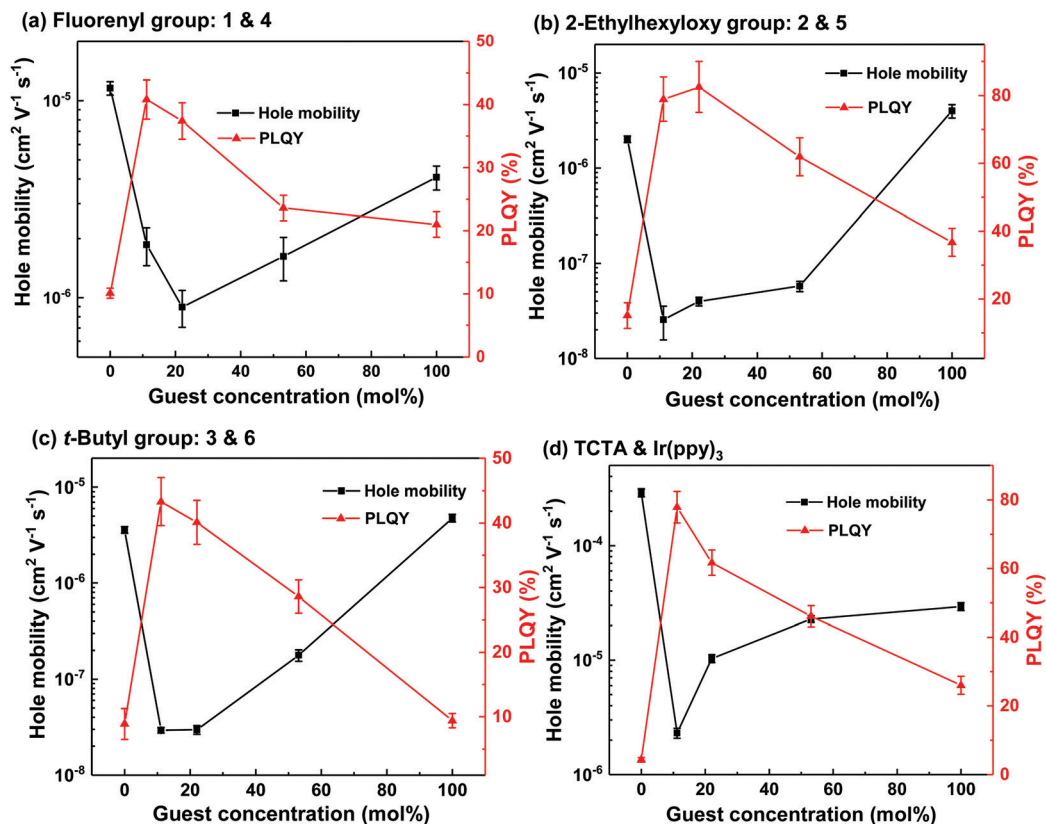 (a) Fluorenyl group: 1 & 4
Hole mobility (cm² V⁻¹ s⁻¹)
10⁻⁵
10⁻⁶
Hole mobility
PLQY
50
40
30
20
10
0
PLQY (%)
0 20 40 60 80 100
Guest concentration (mol%)
(b) 2-Ethylhexyloxy group: 2 & 5
Hole mobility (cm² V⁻¹ s⁻¹)
10⁻⁵
10⁻⁶
10⁻⁷
10⁻⁸
Hole mobility
PLQY
80
60
40
20
PLQY (%)
0 20 40 60 80 100
Guest concentration (mol%)
(c) t-Butyl group: 3 & 6
Hole mobility (cm² V⁻¹ s⁻¹)
10⁻⁵
10⁻⁶
10⁻⁷
10⁻⁸
Hole mobility
PLQY
50
40
30
20
10
PLQY (%)
0 20 40 60 80 100
Guest concentration (mol%)
(d) TCTA & Ir(ppy)₃
Hole mobility (cm² V⁻¹ s⁻¹)
10⁻⁴
10⁻⁵
10⁻⁶
Hole mobility
PLQY
80
60
40
20
0
PLQY (%)
0 20 40 60 80 100
Guest concentration (mol%)